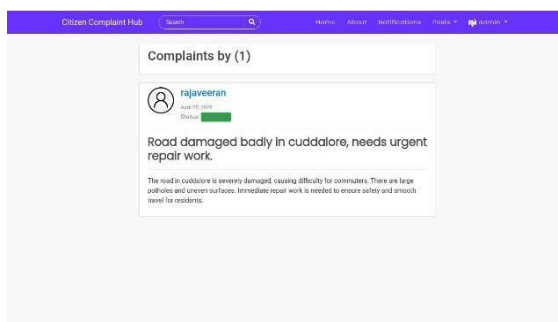 Citizen Complaint Hub Search Home About Notifications Posts admin
Complaints by (1)
rajaveeran
Status:
Road damaged badly in cuddalore, needs urgent
repair work.
The road in cuddalore is severely damaged, causing difficulty for commuters. There are large
potholes and uneven surfaces. Immediate repair work is needed to ensure safety and smooth
travel for residents.